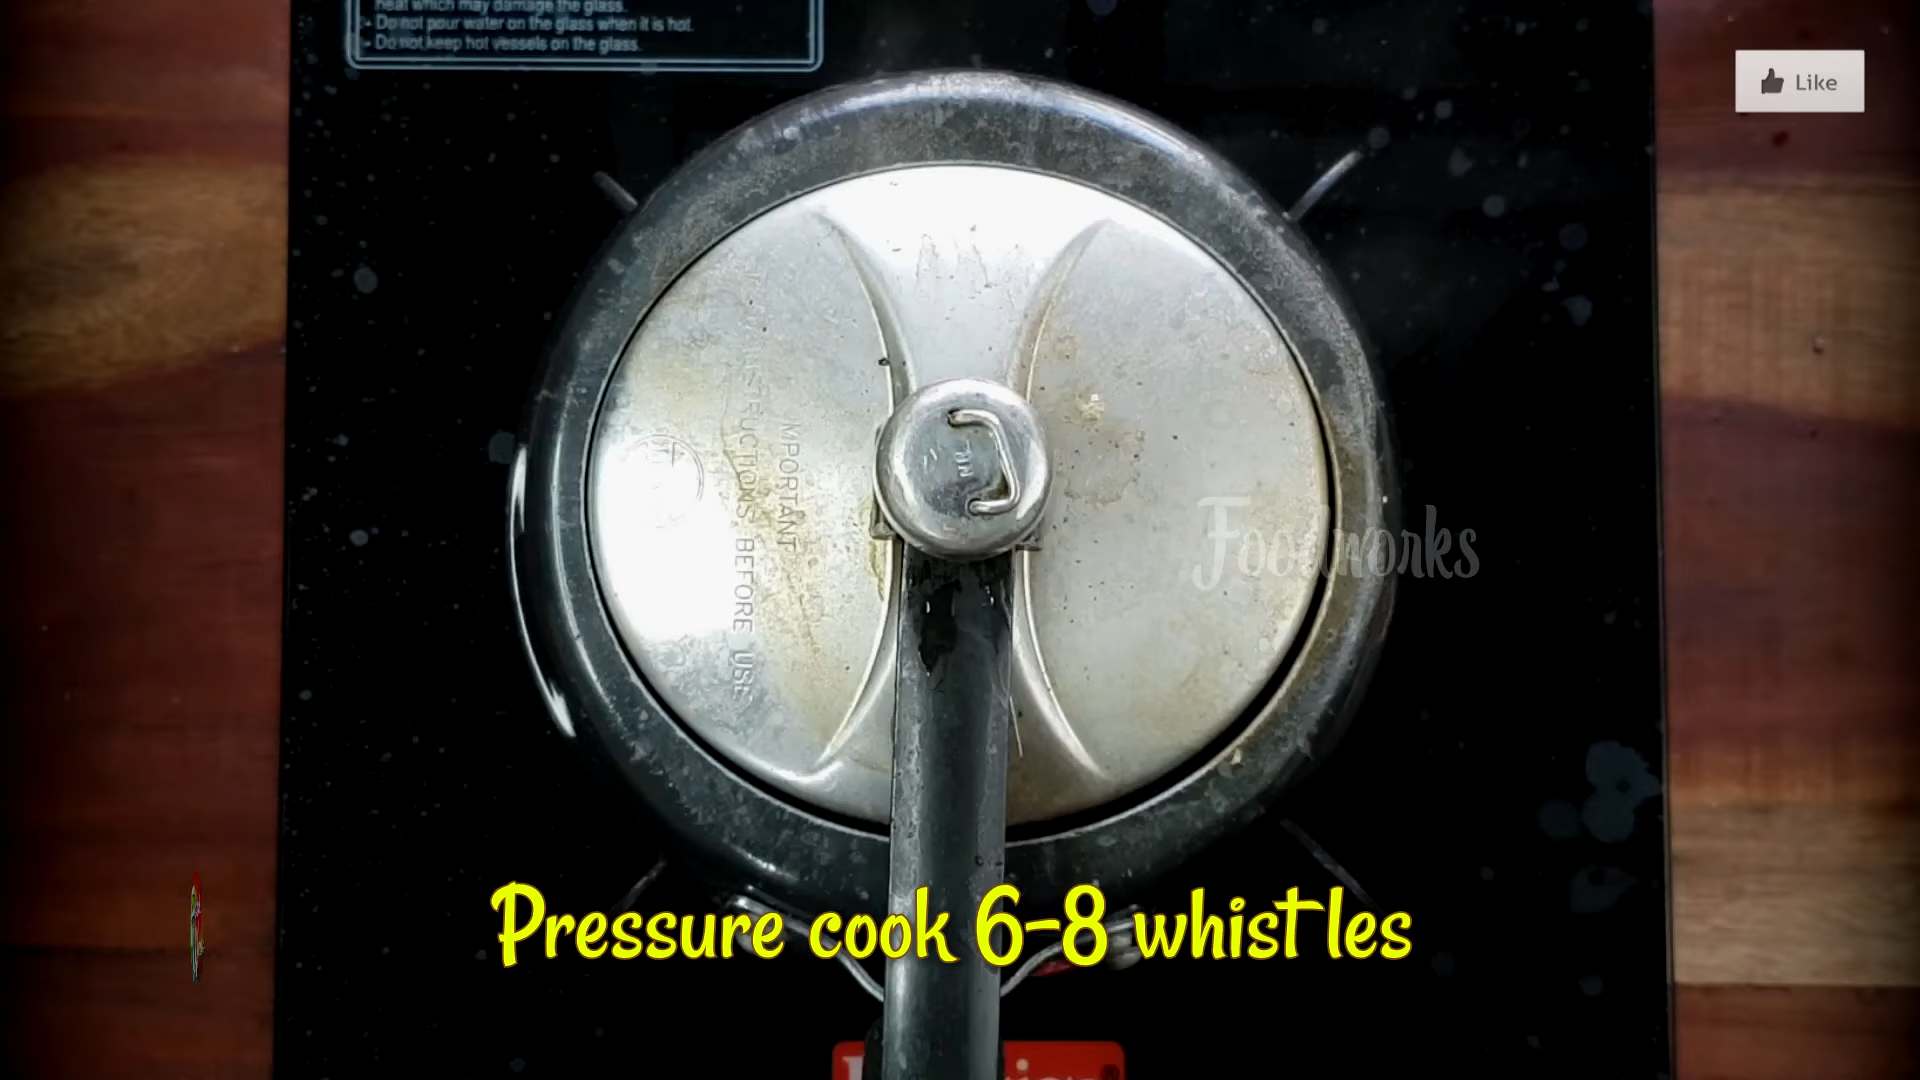 heat which may damage the glass.
- Do not pour water on the glass when it is hot.
- Do not keep hot vessels on the glass.
Like
IMPORTANT
INSTRUCTIONS BEFORE USE
Foodworks
Pressure cook 6-8 whistles